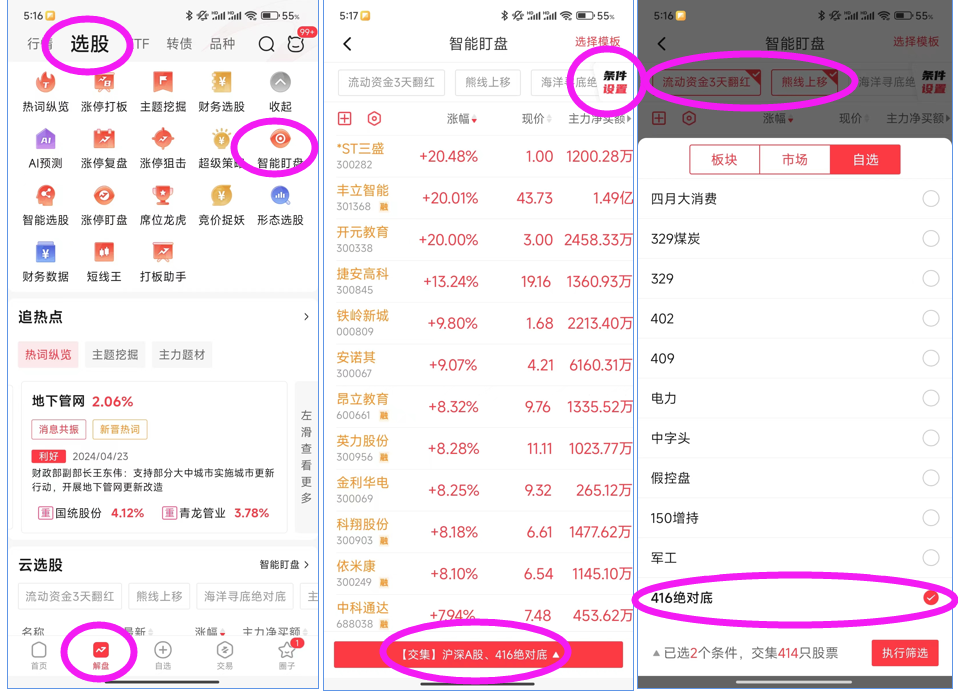 5:16
55%
选股
TF
转债
品种
99+
热词纵览
涨停打板
主题挖掘
财务选股
收起
AI
AI预测
涨停复盘
涨停狙击
超级策略
智能盯盘
智能选股
涨停盯盘
席位龙虎
竞价捉妖
形态选股
财务数据
短线王
打板助手
追热点
热词纵览
主题挖掘
主力题材
地下管网 2.06%
消息共振
新晋热词
利好 2024/04/23
财政部副部长王东伟：支持部分大中城市实施城市更新
行动，开展地下管网更新改造
重 国统股份 4.12%
重 青龙管业 3.78%
左滑查看更多
云选股
智能盯盘
流动资金3天翻红
熊线上移
海洋寻底绝对底
主
名称
最新
涨幅
主力净买额
首页
解盘
自选
交易
圈子
1
5:17
55%
智能盯盘
选择模板
流动资金3天翻红
熊线上移
海洋寻底绝
条件
设置
涨幅
现价
主力净买额
*ST三盛
300282
+20.48%
1.00
1200.28万
丰立智能
301368 融
+20.01%
43.73
1.49亿
开元教育
300338
+20.00%
3.00
2458.33万
捷安高科
300845
+13.24%
19.16
1360.93万
铁岭新城
000809
+9.80%
1.68
2213.40万
安诺其
300067
+9.07%
4.21
6160.31万
昂立教育
600661 融
+8.32%
9.76
1335.52万
英力股份
300956 融
+8.28%
11.11
1023.77万
金利华电
300069
+8.25%
9.32
265.12万
科翔股份
300903 融
+8.18%
6.61
1477.62万
依米康
300249 融
+8.10%
6.54
1145.10万
中科通达
688038 融
+7.94%
7.48
453.62万
【交集】沪深A股、416绝对底
5:16
55%
智能盯盘
选择模板
流动资金3天翻红
熊线上移
海洋寻底绝
条件
设置
涨幅
现价
主力净买额
板块
市场
自选
四月大消费
329煤炭
329
402
409
电力
中字头
假控盘
150增持
军工
416绝对底
已选2个条件，交集414只股票
执行筛选